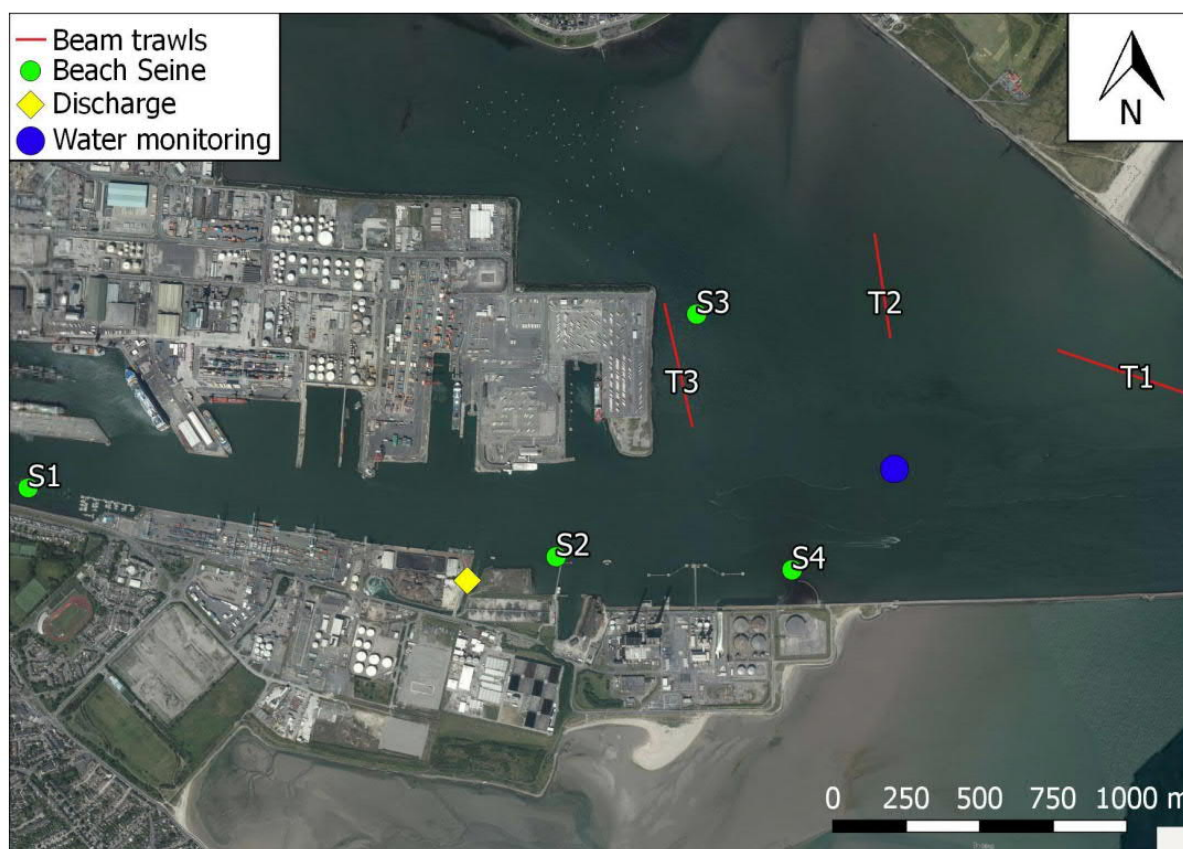 Beam trawls
Beach Seine
Discharge
Water monitoring
N
S3
T2
T3
T1
S1
S2
S4
0 250 500 750 1000 m